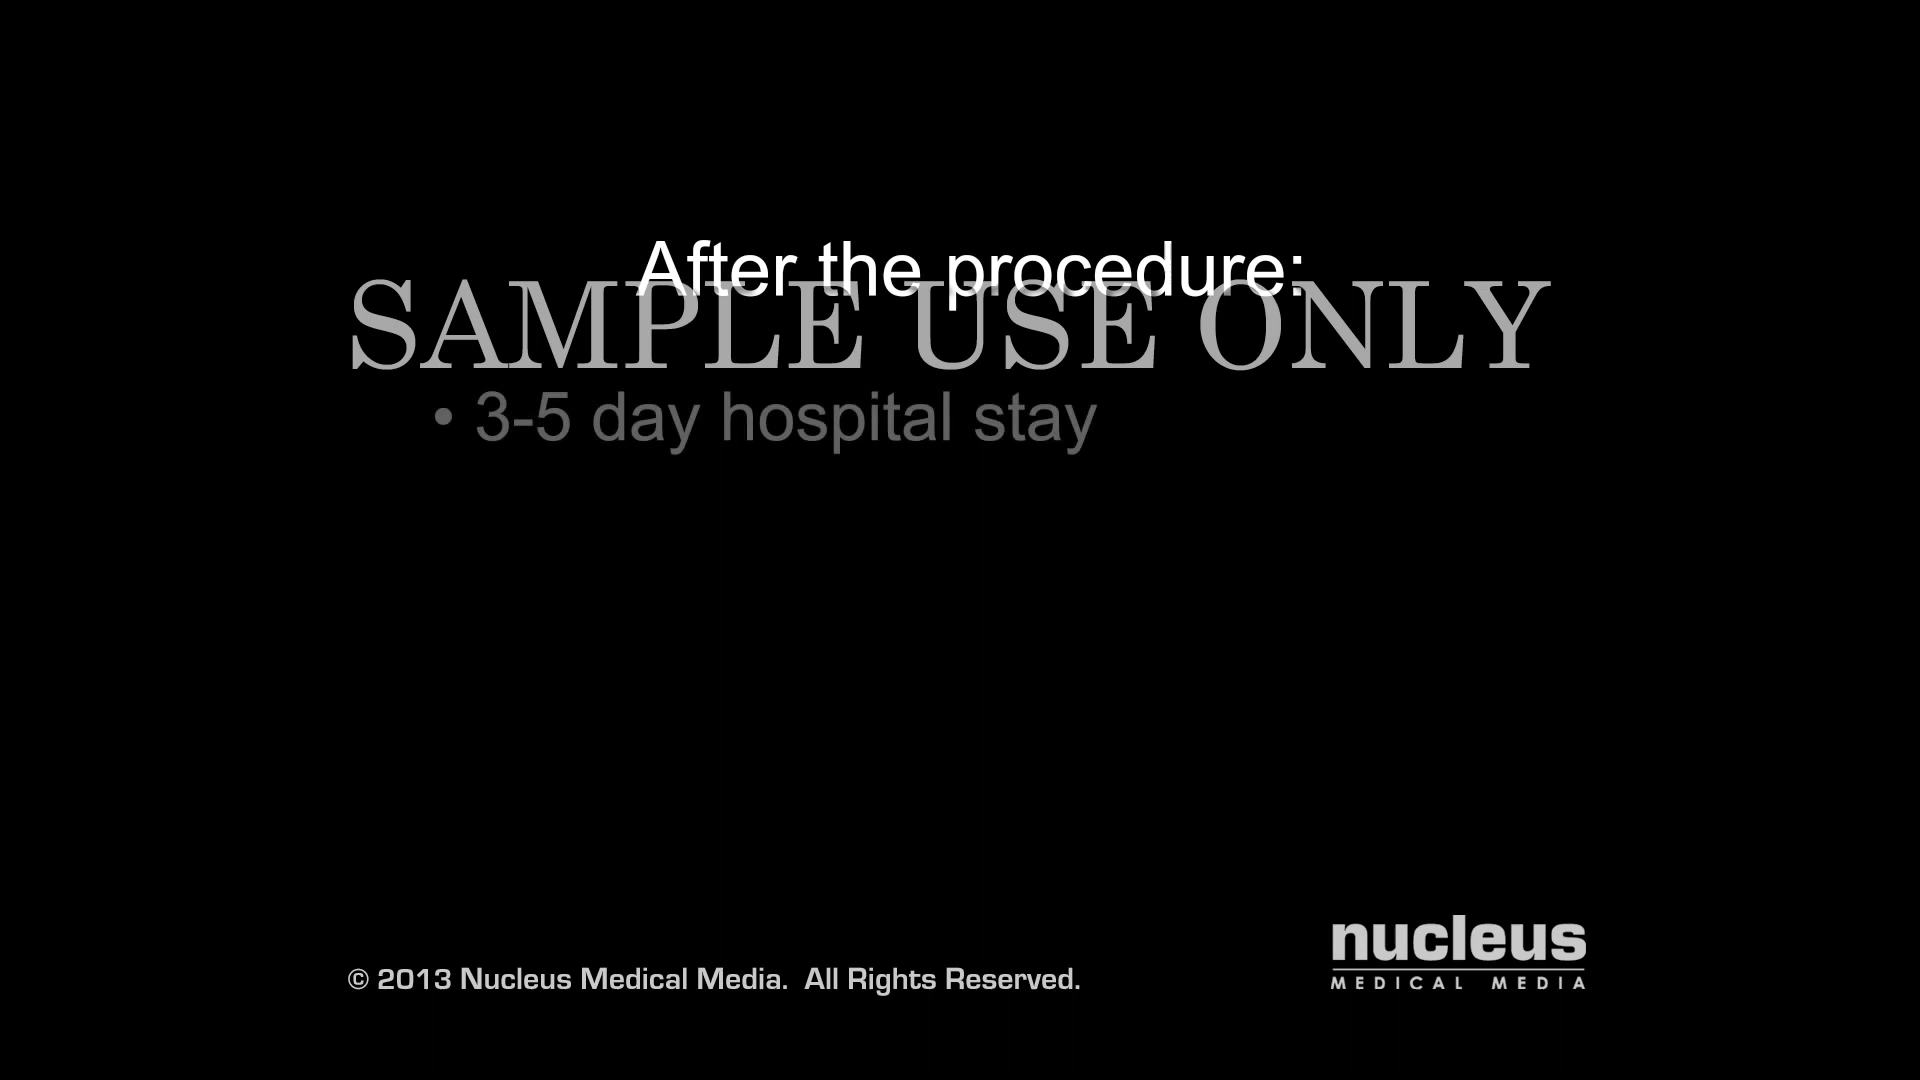 After the procedure:
SAMPLE USE ONLY
• 3-5 day hospital stay
nucleus
MEDICAL MEDIA
© 2013 Nucleus Medical Media. All Rights Reserved.